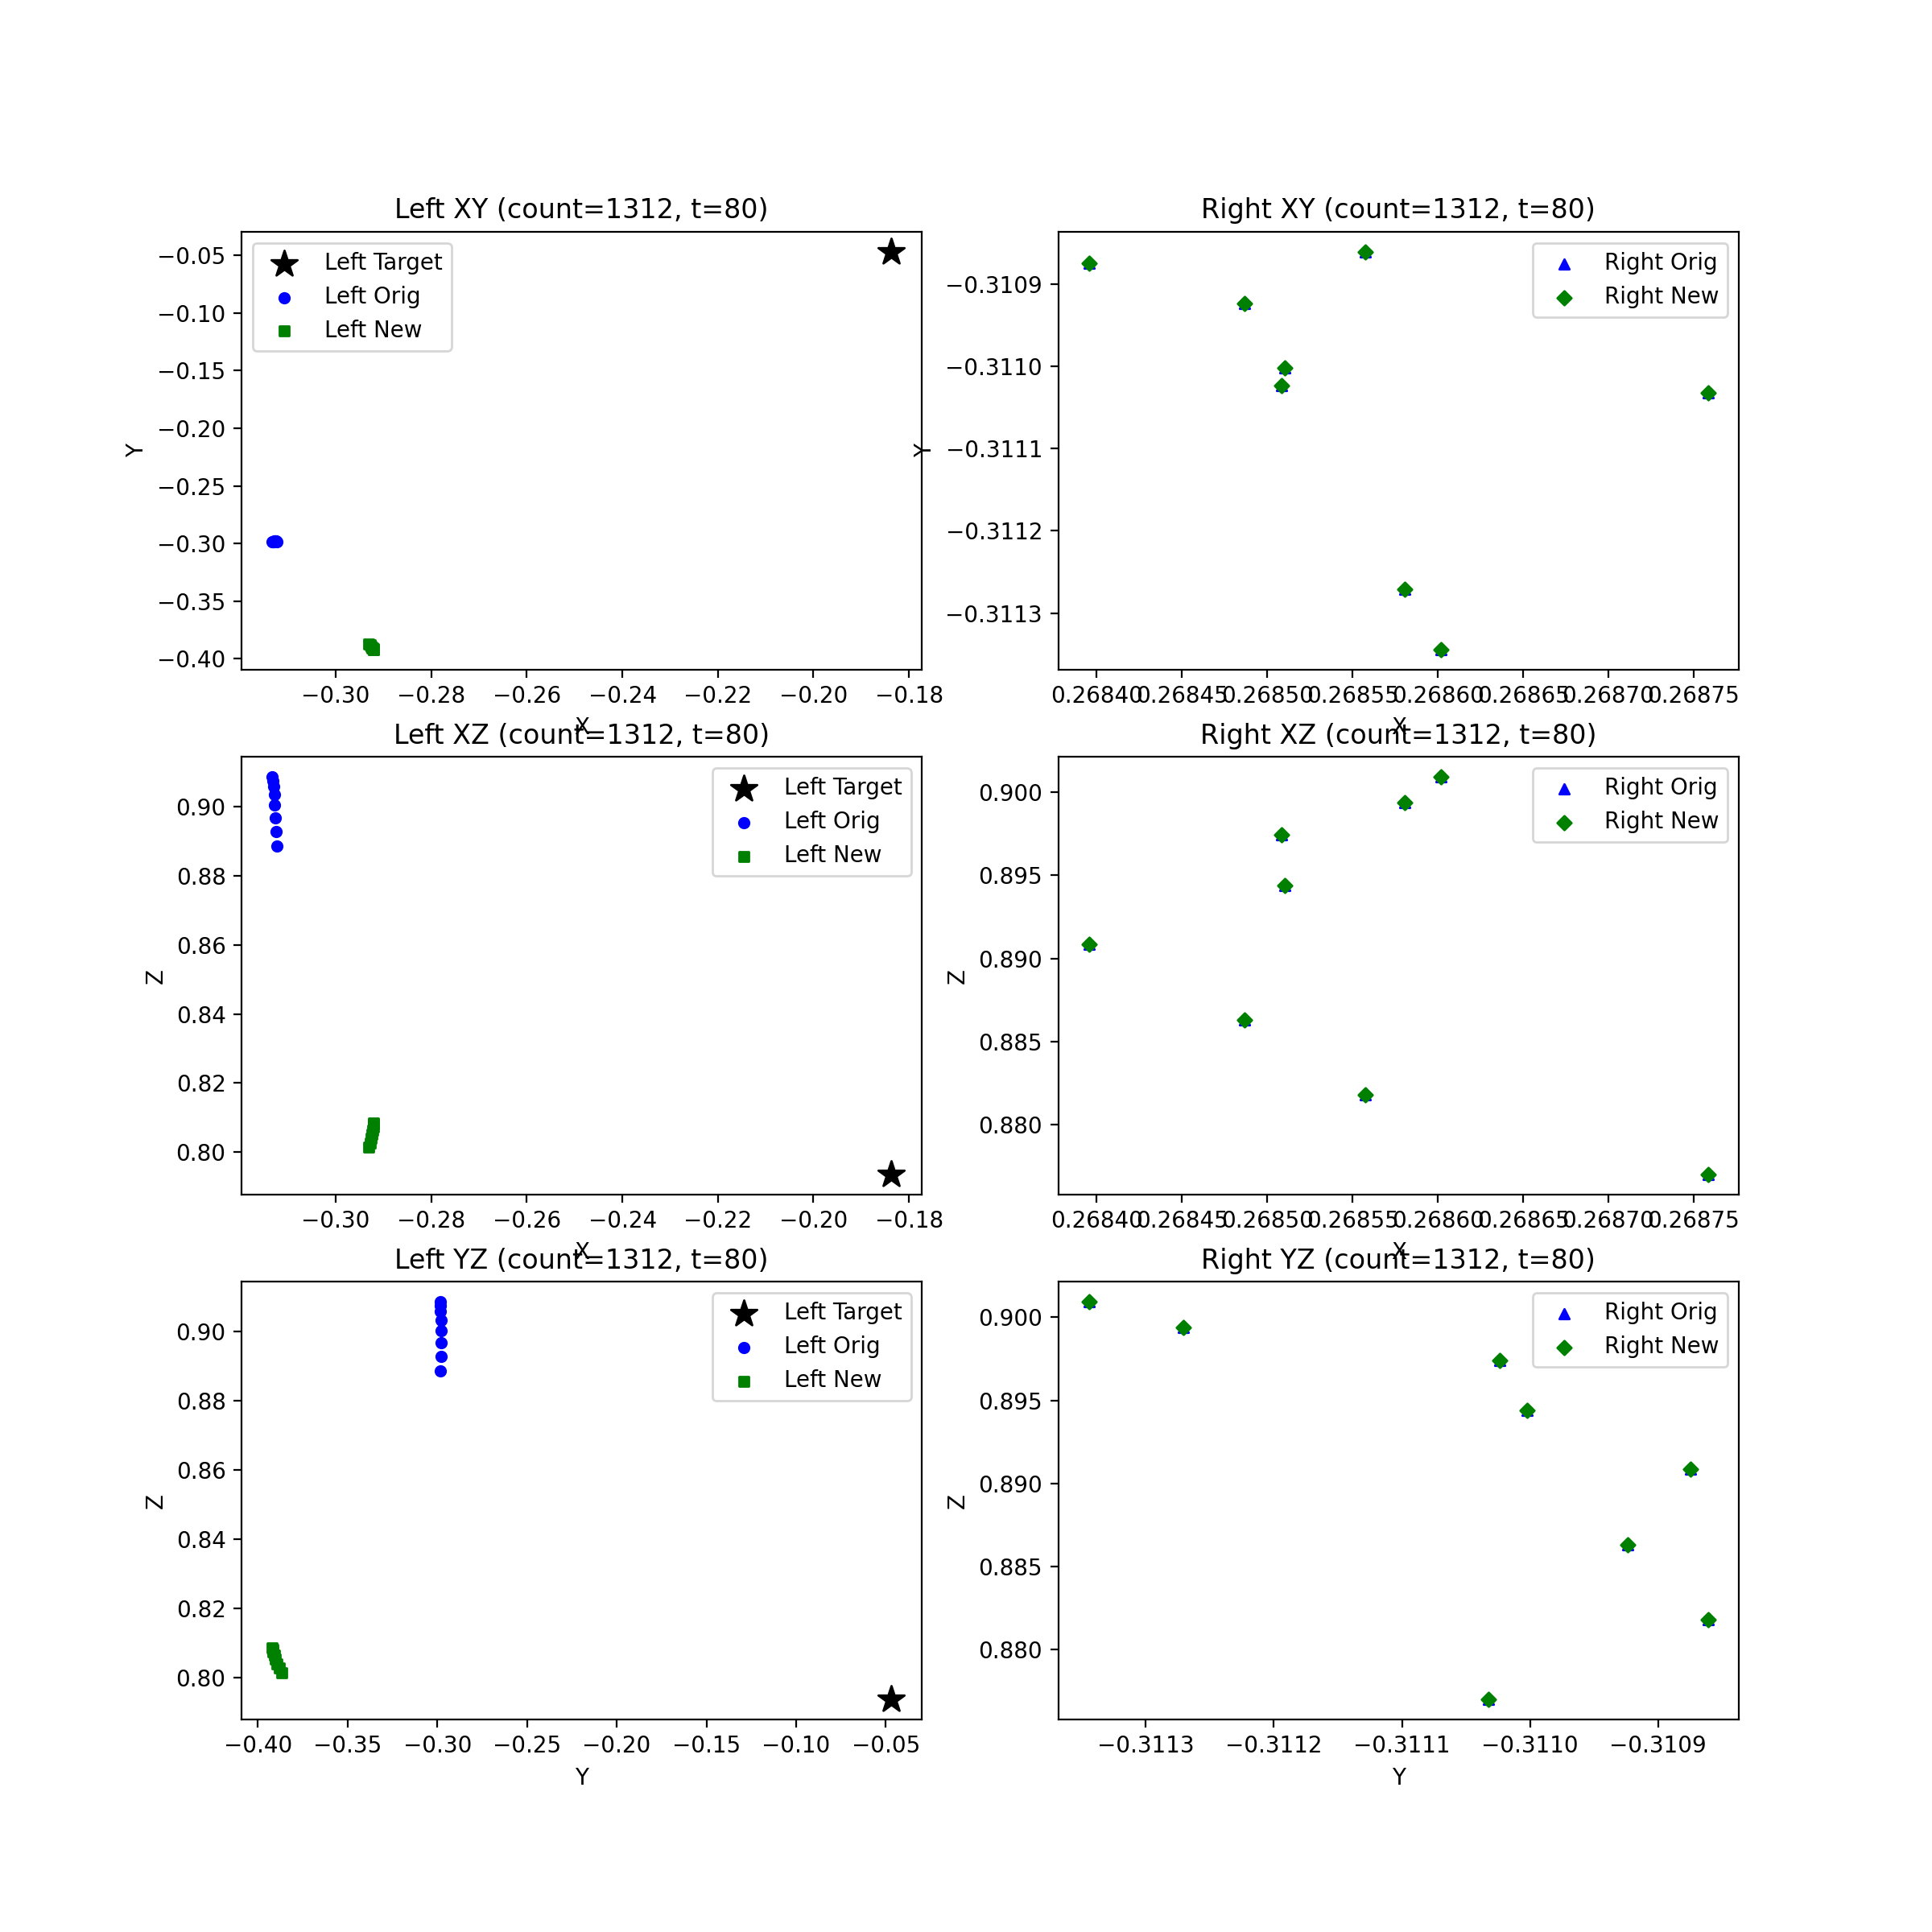 Left XY (count=1312, t=80)
Left Target
Left Orig
Left New
−0.05
−0.10
−0.15
−0.20
−0.25
−0.30
−0.35
−0.40
Y
−0.30
−0.28
−0.26
−0.24
−0.22
−0.20
−0.18
X
Right XY (count=1312, t=80)
Right Orig
Right New
−0.3109
−0.3110
−0.3111
−0.3112
−0.3113
Y
0.26840
0.26845
0.26850
0.26855
0.26860
0.26865
0.26870
0.26875
X
Left XZ (count=1312, t=80)
Left Target
Left Orig
Left New
0.90
0.88
0.86
0.84
0.82
0.80
Z
−0.30
−0.28
−0.26
−0.24
−0.22
−0.20
−0.18
X
Right XZ (count=1312, t=80)
Right Orig
Right New
0.900
0.895
0.890
0.885
0.880
Z
0.26840
0.26845
0.26850
0.26855
0.26860
0.26865
0.26870
0.26875
X
Left YZ (count=1312, t=80)
Left Target
Left Orig
Left New
0.90
0.88
0.86
0.84
0.82
0.80
Z
−0.40
−0.35
−0.30
−0.25
−0.20
−0.15
−0.10
−0.05
Y
Right YZ (count=1312, t=80)
Right Orig
Right New
0.900
0.895
0.890
0.885
0.880
Z
−0.3113
−0.3112
−0.3111
−0.3110
−0.3109
Y